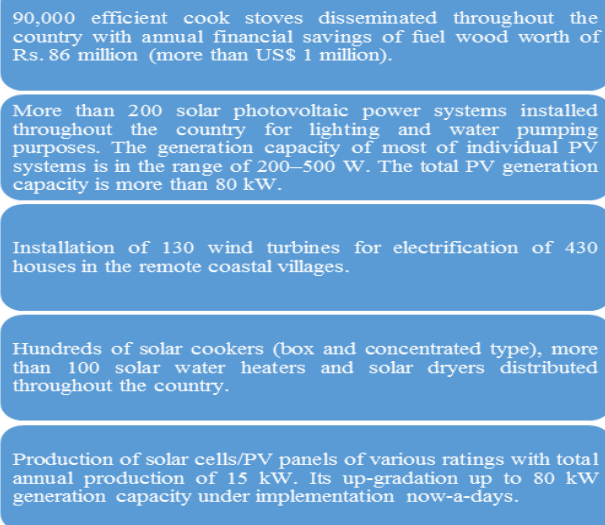 90,000 efficient cook stoves disseminated throughout the
country with annual financial savings of fuel wood worth of
Rs. 86 million (more than US$ 1 million).
More than 200 solar photovoltaic power systems installed
throughout the country for lighting and water pumping
purposes. The generation capacity of most of individual PV
systems is in the range of 200–500 W. The total PV generation
capacity is more than 80 kW.
Installation of 130 wind turbines for electrification of 430
houses in the remote coastal villages.
Hundreds of solar cookers (box and concentrated type), more
than 100 solar water heaters and solar dryers distributed
throughout the country.
Production of solar cells/PV panels of various ratings with total
annual production of 15 kW. Its up-gradation up to 80 kW
generation capacity under implementation now-a-days.